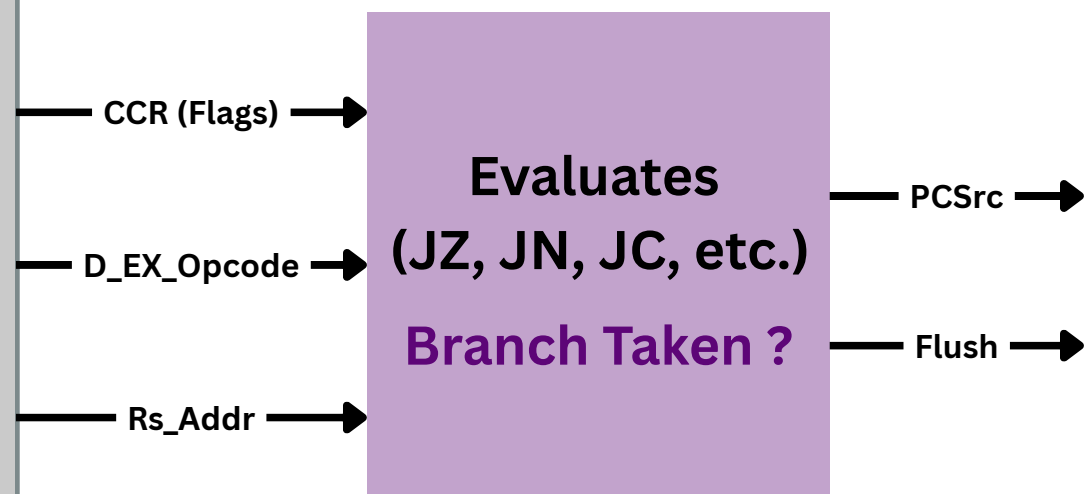 CCR (Flags)
D_EX_Opcode
Rs_Addr
Evaluates
(JZ, JN, JC, etc.)
Branch Taken ?
PCSrc
Flush